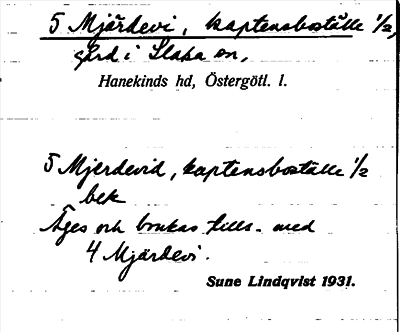 5 Mjärdevi, kaptensboställe 1/2,
gård i Slaka sn,
Hanekinds hd, Östergötl. l.
5 Mjerdevid, kaptensboställe 1/2
bek
Äges och brukas tills. med
4 Mjärdevi.
Sune Lindqvist 1931.